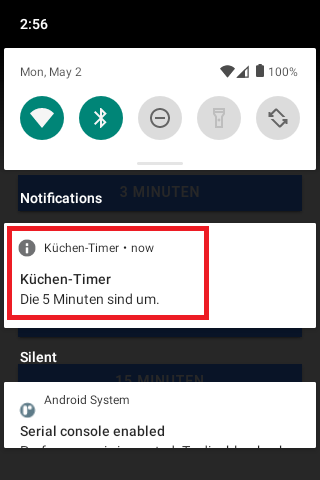 2:56
Mon, May 2
100%
3 MINUTEN
Notifications
Küchen-Timer • now
Küchen-Timer
Die 5 Minuten sind um.
Silent
15 MINUTEN
Android System
Serial console enabled